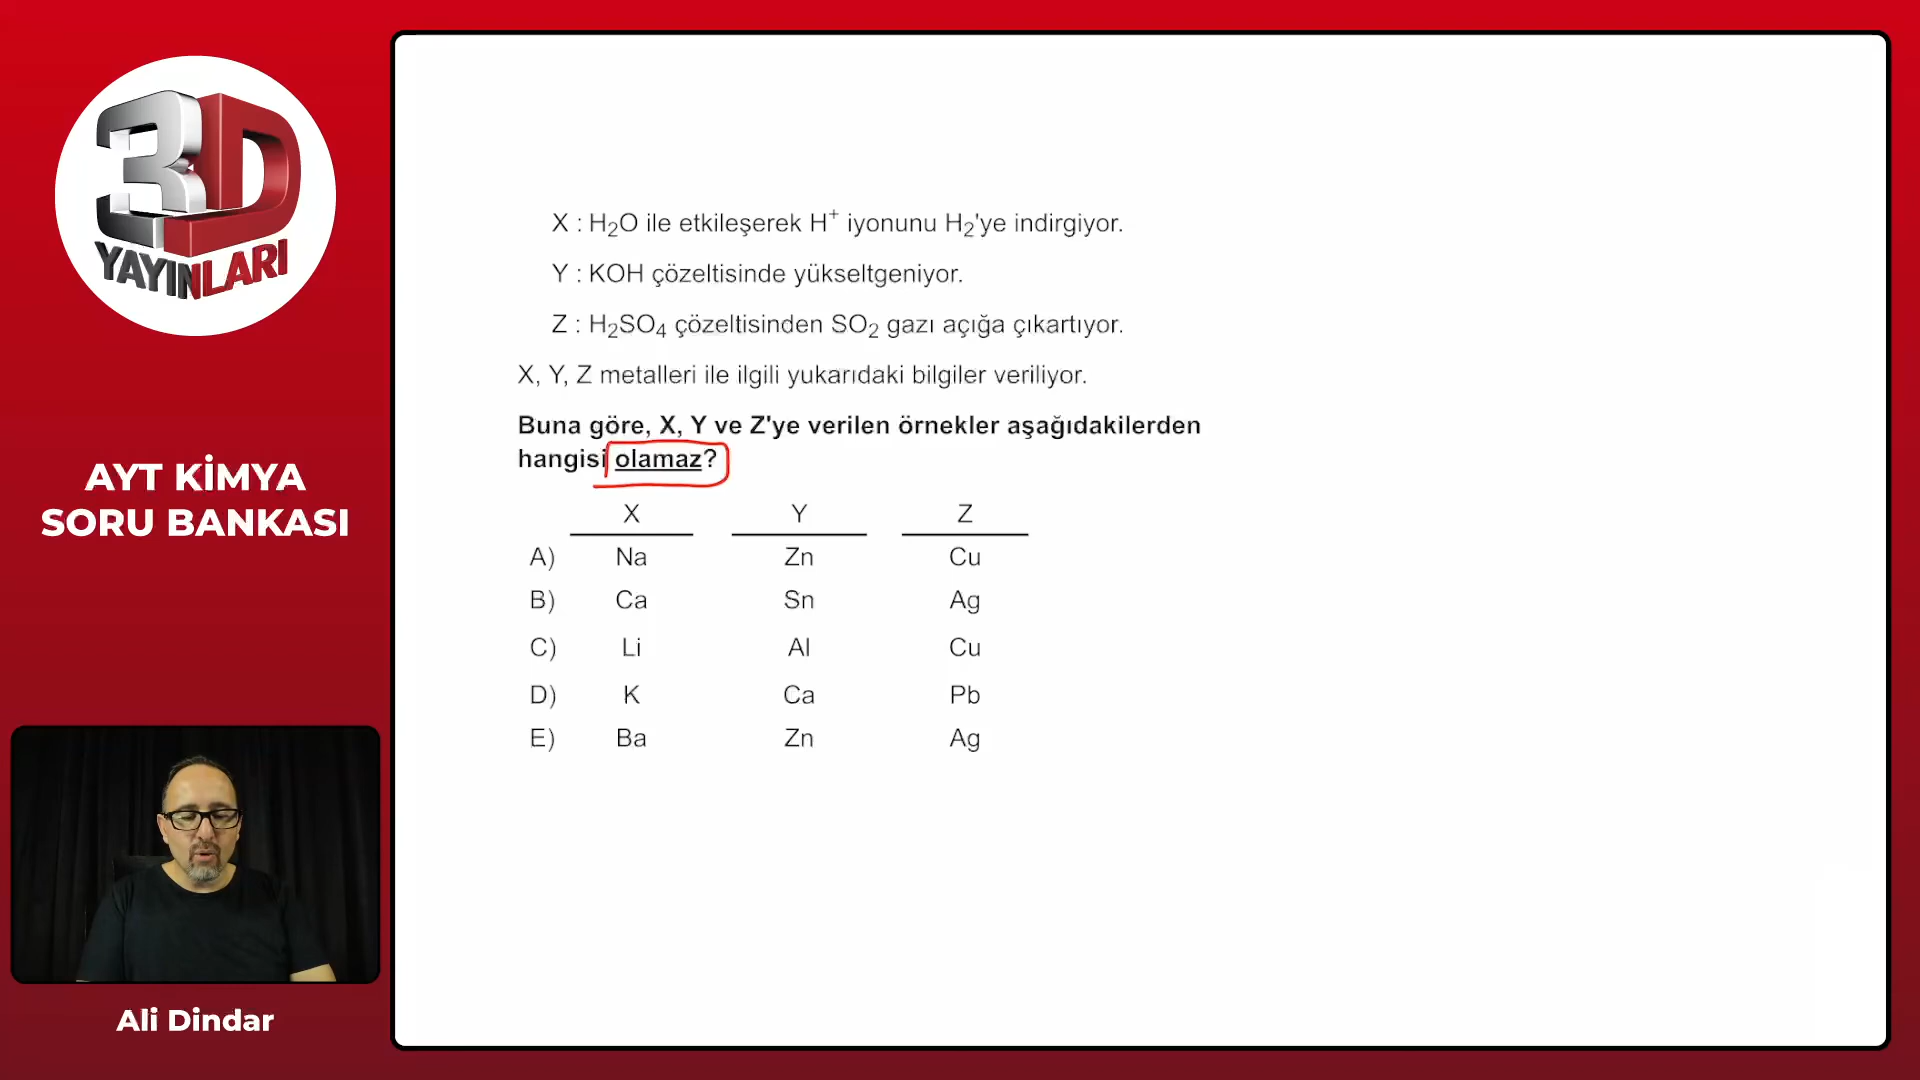 3D
YAYINLARI
AYT KİMYA
SORU BANKASI
Ali Dindar
X : H₂O ile etkileşerek H⁺ iyonunu H₂'ye indirgiyor.
Y : KOH çözeltisinde yükseltgeniyor.
Z : H₂SO₄ çözeltisinden SO₂ gazı açığa çıkartıyor.
X, Y, Z metalleri ile ilgili yukarıdaki bilgiler veriliyor.
Buna göre, X, Y ve Z'ye verilen örnekler aşağıdakilerden
hangisi olamaz?
X Y Z
A) Na Zn Cu
B) Ca Sn Ag
C) Li Al Cu
D) K Ca Pb
E) Ba Zn Ag